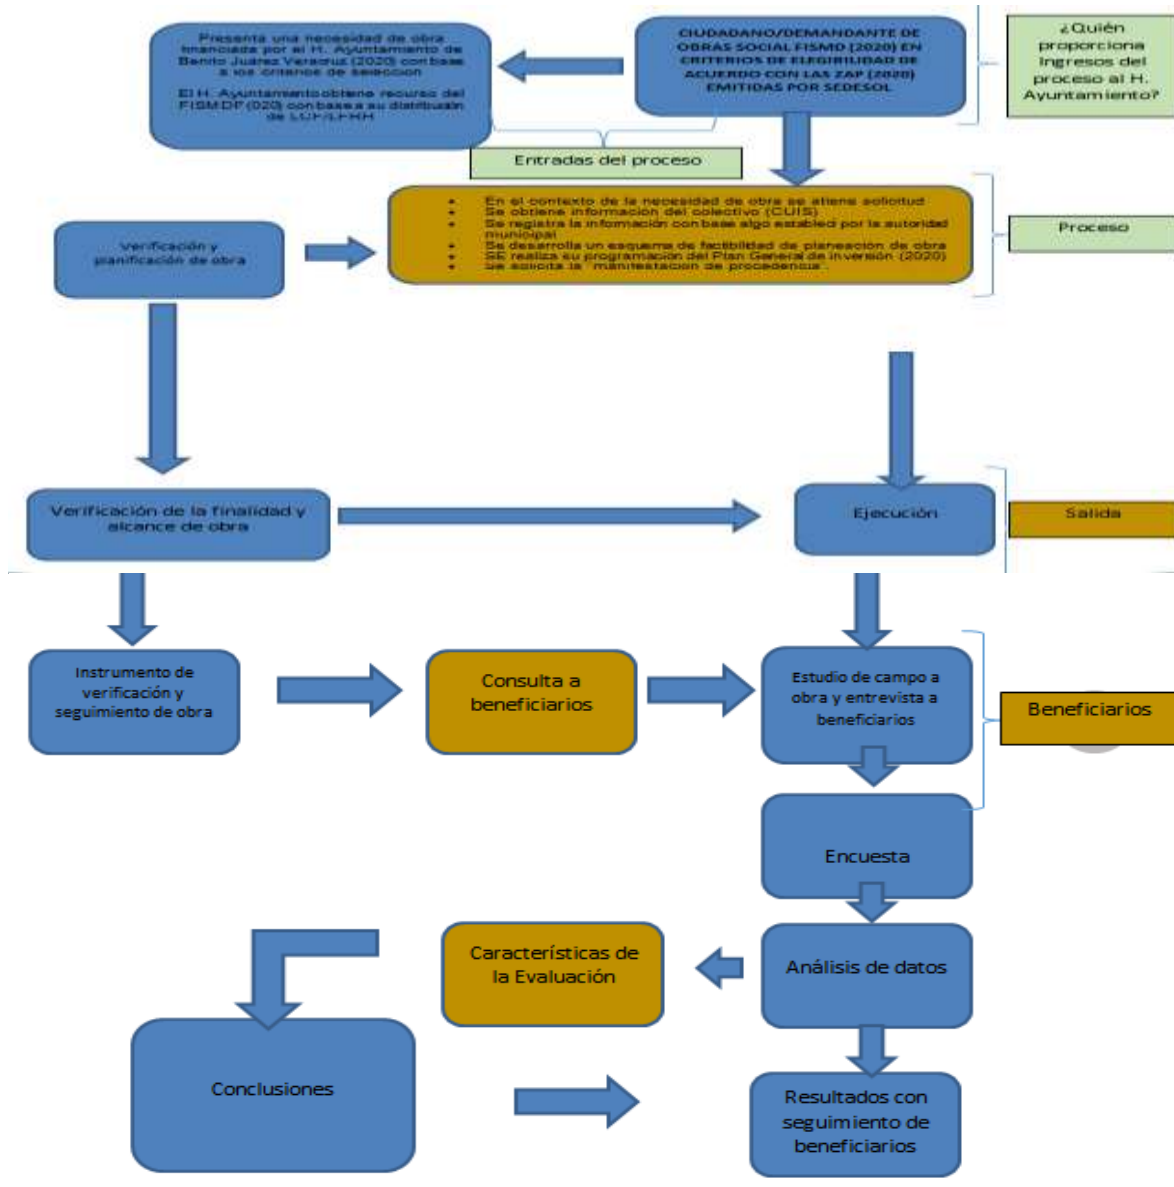 Presenta una necesidad de obra
financiada por el H. Ayuntamiento de
Benito Juárez Veracruz (2020) con base
a los criterios de selección
El H. Ayuntamiento obtiene recurso del
FISMDF (020) con base a su distribución
de LCF/LFRH
CIUDADANO/DEMANDANTE DE
OBRAS SOCIAL FISMD (2020) EN
CRITERIOS DE ELEGIBILIDAD DE
ACUERDO CON LAS ZAP (2020)
EMITIDAS POR SEDESOL
¿Quién
proporciona
Ingresos del
proceso al H.
Ayuntamiento?
Entradas del proceso
• En el contexto de la necesidad de obra se atiene solicitud
• Se obtiene información del colectivo (CUIS)
• Se registra la información con base algo establecí por la autoridad
municipal
• Se desarrolla un esquema de factibilidad de planeación de obra
• SE realiza su programación del Plan General de inversión (2020)
• Se solicita la "manifestación de procedencia".
Proceso
Verificación y
planificación de obra
Verificación de la finalidad y
alcance de obra
Ejecución
Salida
Instrumento de
verificación y
seguimiento de obra
Consulta a
beneficiarios
Estudio de campo a
obra y entrevista a
beneficiarios
Beneficiarios
Encuesta
Características de
la Evaluación
Análisis de datos
Conclusiones
Resultados con
seguimiento de
beneficiarios